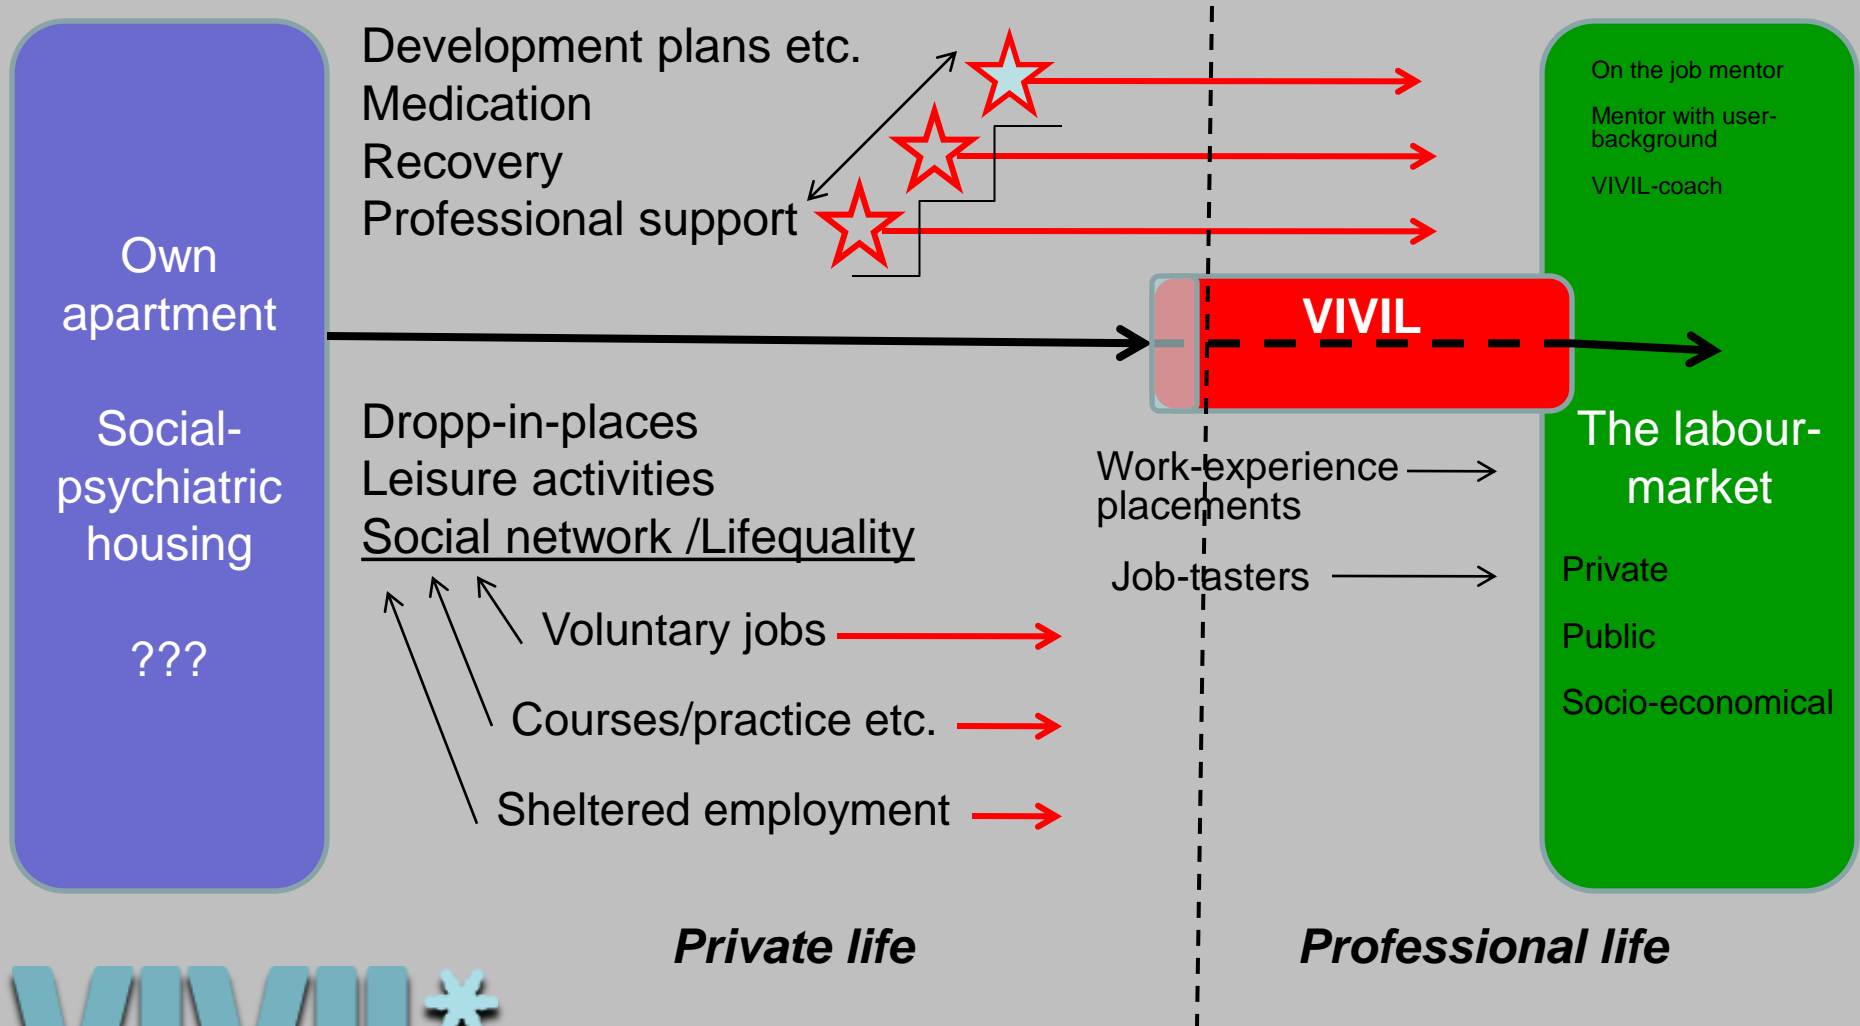 Own
apartment
Social-
psychiatric
housing
???
Development plans etc.
Medication
Recovery
Professional support
Dropp-in-places
Leisure activities
Social network /Lifequality
Voluntary jobs
Courses/practice etc.
Sheltered employment
VIVIL
Work-experience
placements
Job-tasters
On the job mentor
Mentor with user-
background
VIVIL-coach
The labour-
market
Private
Public
Socio-economical
Private life
Professional life
VIVIL*